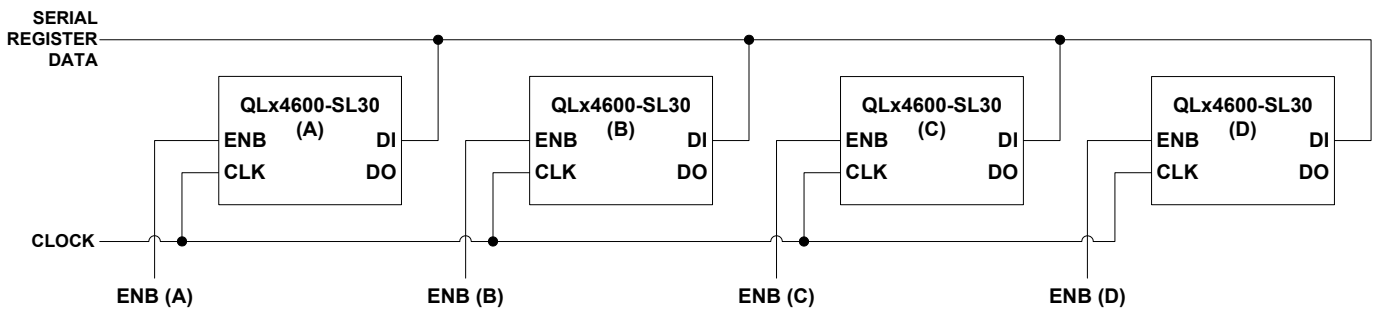 SERIAL
REGISTER
DATA
QLx4600-SL30
(A)
ENB DI
CLK DO
QLx4600-SL30
(B)
ENB DI
CLK DO
QLx4600-SL30
(C)
ENB DI
CLK DO
QLx4600-SL30
(D)
ENB DI
CLK DO
CLOCK
ENB (A)
ENB (B)
ENB (C)
ENB (D)